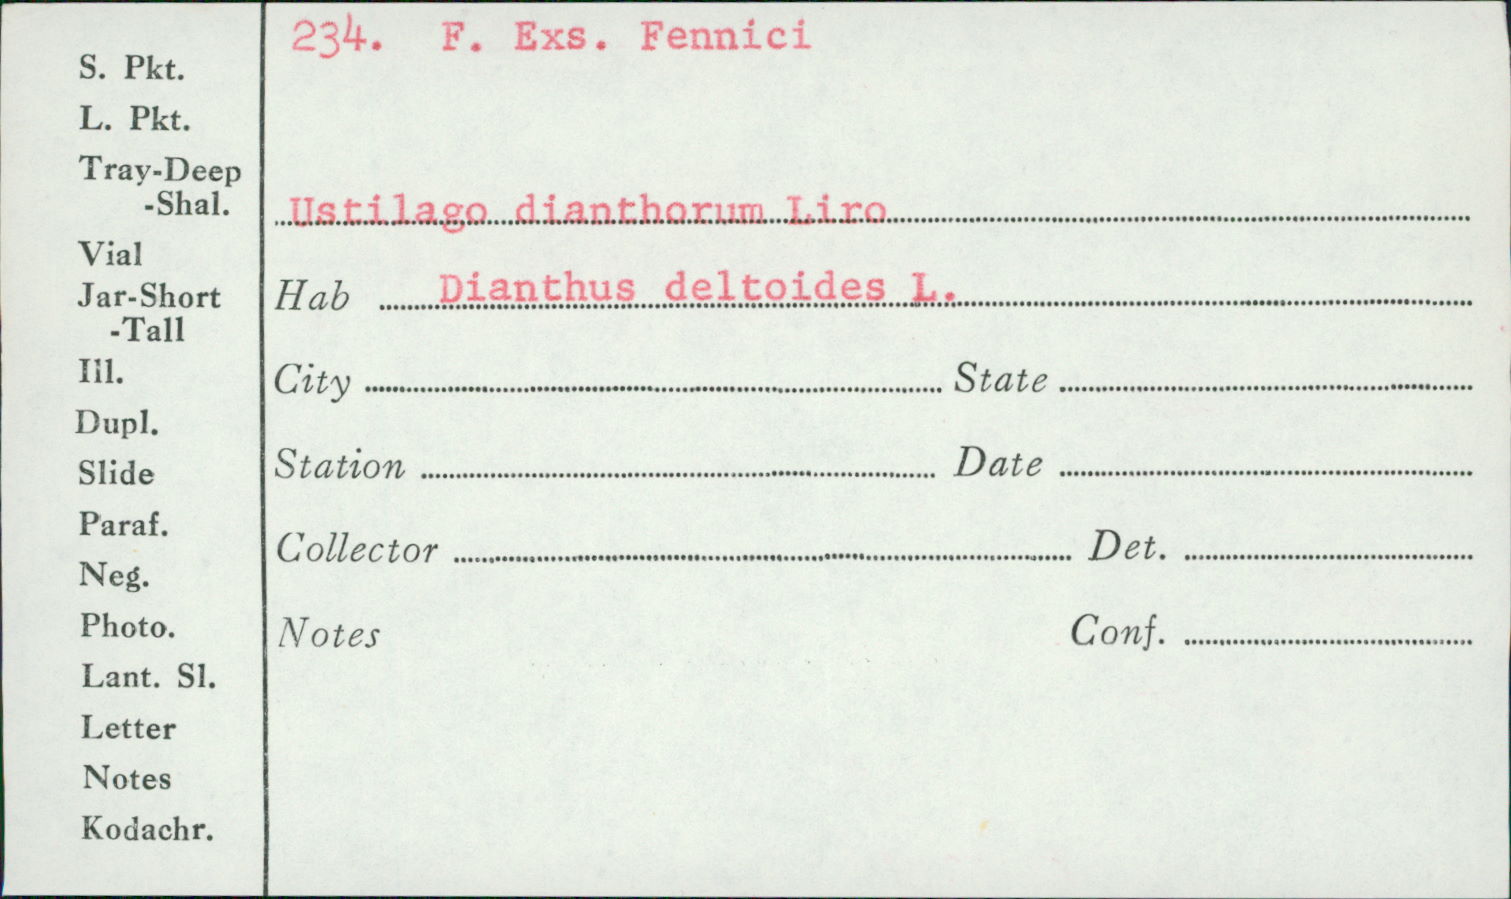 234. F. Exs. Fennici
S. Pkt.
L. Pkt.
Tray-Deep
-Shal.
Ustilago dianthorum Liro
Vial
Jar-Short
-Tall
Hab Dianthus deltoides L.
Ill.
City State
Dupl.
Slide
Station Date
Paraf.
Collector Det.
Neg.
Photo.
Notes Conf.
Lant. Sl.
Letter
Notes
Kodachr.